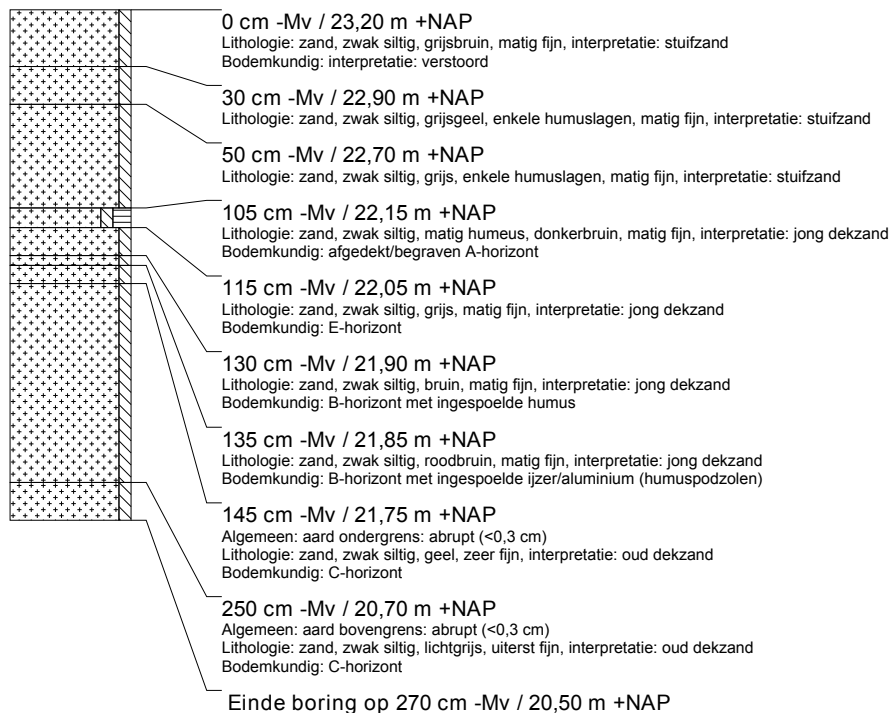 0 cm -Mv / 23,20 m +NAP
Lithologie: zand, zwak siltig, grijsbruin, matig fijn, interpretatie: stuifzand
Bodemkundig: interpretatie: verstoord
30 cm -Mv / 22,90 m +NAP
Lithologie: zand, zwak siltig, grijsgeel, enkele humuslagen, matig fijn, interpretatie: stuifzand
50 cm -Mv / 22,70 m +NAP
Lithologie: zand, zwak siltig, grijs, enkele humuslagen, matig fijn, interpretatie: stuifzand
105 cm -Mv / 22,15 m +NAP
Lithologie: zand, zwak siltig, matig humeus, donkerbruin, matig fijn, interpretatie: jong dekzand
Bodemkundig: afgedekt/begraven A-horizont
115 cm -Mv / 22,05 m +NAP
Lithologie: zand, zwak siltig, grijs, matig fijn, interpretatie: jong dekzand
Bodemkundig: E-horizont
130 cm -Mv / 21,90 m +NAP
Lithologie: zand, zwak siltig, bruin, matig fijn, interpretatie: jong dekzand
Bodemkundig: B-horizont met ingespoelde humus
135 cm -Mv / 21,85 m +NAP
Lithologie: zand, zwak siltig, roodbruin, matig fijn, interpretatie: jong dekzand
Bodemkundig: B-horizont met ingespoelde ijzer/aluminium (humuspodzolen)
145 cm -Mv / 21,75 m +NAP
Algemeen: aard ondergrens: abrupt (<0,3 cm)
Lithologie: zand, zwak siltig, geel, zeer fijn, interpretatie: oud dekzand
Bodemkundig: C-horizont
250 cm -Mv / 20,70 m +NAP
Algemeen: aard bovengrens: abrupt (<0,3 cm)
Lithologie: zand, zwak siltig, lichtgrijs, uiterst fijn, interpretatie: oud dekzand
Bodemkundig: C-horizont
Einde boring op 270 cm -Mv / 20,50 m +NAP